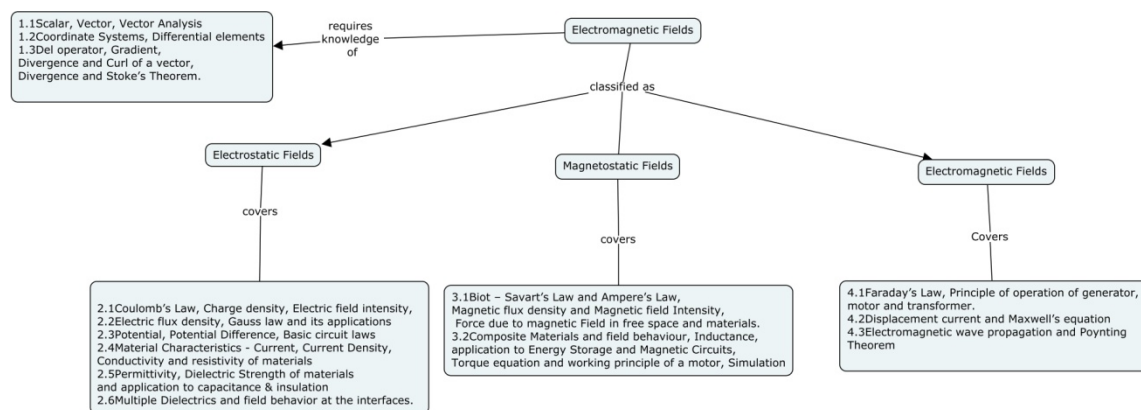 1.1Scalar, Vector, Vector Analysis
1.2Coordinate Systems, Differential elements
1.3Del operator, Gradient,
Divergence and Curl of a vector,
Divergence and Stoke's Theorem.
requires
knowledge
of
Electromagnetic Fields
classified as
Electrostatic Fields
Magnetostatic Fields
Electromagnetic Fields
covers
covers
Covers
2.1Coulomb's Law, Charge density, Electric field intensity,
2.2Electric flux density, Gauss law and its applications
2.3Potential, Potential Difference, Basic circuit laws
2.4Material Characteristics - Current, Current Density,
Conductivity and resistivity of materials
2.5Permittivity, Dielectric Strength of materials
and application to capacitance & insulation
2.6Multiple Dielectrics and field behavior at the interfaces.
3.1Biot – Savart's Law and Ampere's Law,
Magnetic flux density and Magnetic field Intensity,
Force due to magnetic Field in free space and materials.
3.2Composite Materials and field behaviour, Inductance,
application to Energy Storage and Magnetic Circuits,
Torque equation and working principle of a motor, Simulation
4.1Faraday's Law, Principle of operation of generator,
motor and transformer.
4.2Displacement current and Maxwell's equation
4.3Electromagnetic wave propagation and Poynting
Theorem